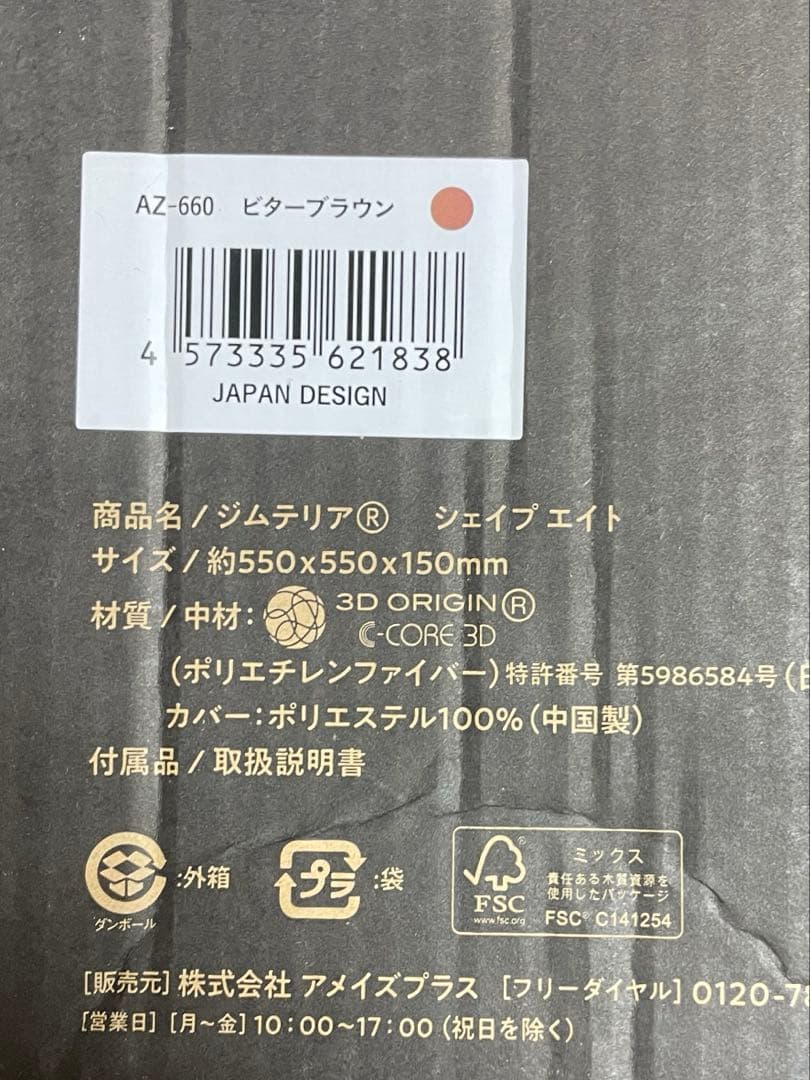 AZ-660 ビターブラウン
4 573335 621838
JAPAN DESIGN
商品名/ジムテリア® シェイプ エイト
サイズ/約550x550x150mm
材質/中材: 3D ORIGIN®
C-CORE 3D
(ポリエチレンファイバー)特許番号 第5986584号(
カバー:ポリエステル100%(中国製)
付属品/取扱説明書
:外箱
ダンボール
プラ :袋
FSC®
www.fsc.org
ミックス
責任ある木質資源を
使用したパッケージ
FSC® C141254
[販売元] 株式会社 アメイズプラス [フリーダイヤル] 0120-7
[営業日] [月~金] 10:00~17:00 (祝日を除く)